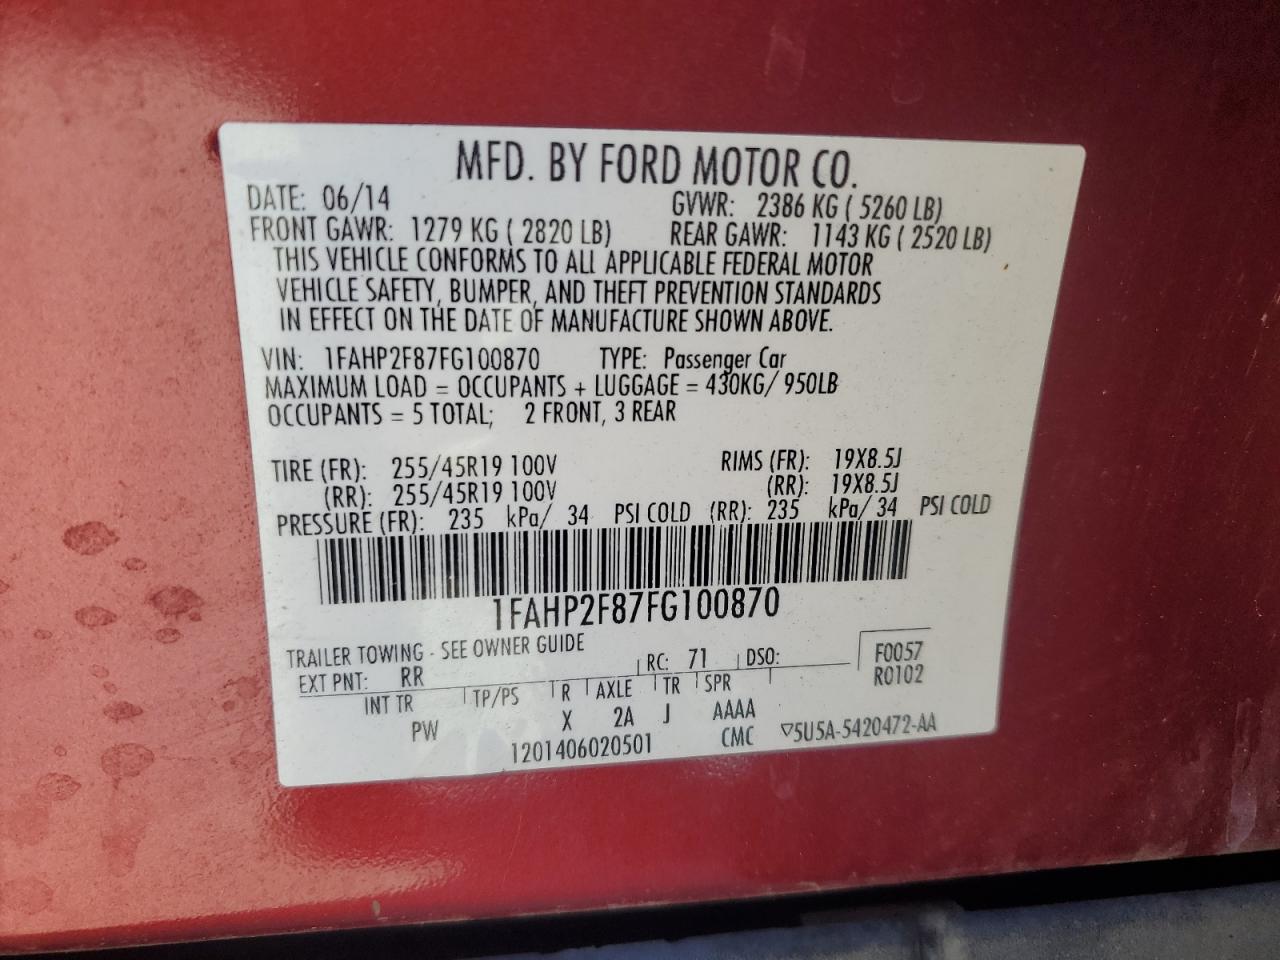 MFD. BY FORD MOTOR CO.
DATE: 06/14 GVWR: 2386 KG ( 5260 LB)
FRONT GAWR: 1279 KG ( 2820 LB) REAR GAWR: 1143 KG ( 2520 LB)
THIS VEHICLE CONFORMS TO ALL APPLICABLE FEDERAL MOTOR
VEHICLE SAFETY, BUMPER, AND THEFT PREVENTION STANDARDS
IN EFFECT ON THE DATE OF MANUFACTURE SHOWN ABOVE.
VIN: 1FAHP2F87FG100870 TYPE: Passenger Car
MAXIMUM LOAD = OCCUPANTS + LUGGAGE = 430KG/ 950LB
OCCUPANTS = 5 TOTAL; 2 FRONT, 3 REAR
TIRE (FR): 255/45R19 100V RIMS (FR): 19X8.5J
(RR): 255/45R19 100V (RR): 19X8.5J
PRESSURE (FR): 235 kPa/ 34 PSI COLD (RR): 235 kPa/ 34 PSI COLD
1FAHP2F87FG100870
TRAILER TOWING - SEE OWNER GUIDE
EXT PNT: RR RC: 71 DSO: F0057
R0102
INT TR TP/PS R AXLE TR SPR
PW X 2A J AAAA
1201406020501 CMC ▽5U5A-5420472-AA